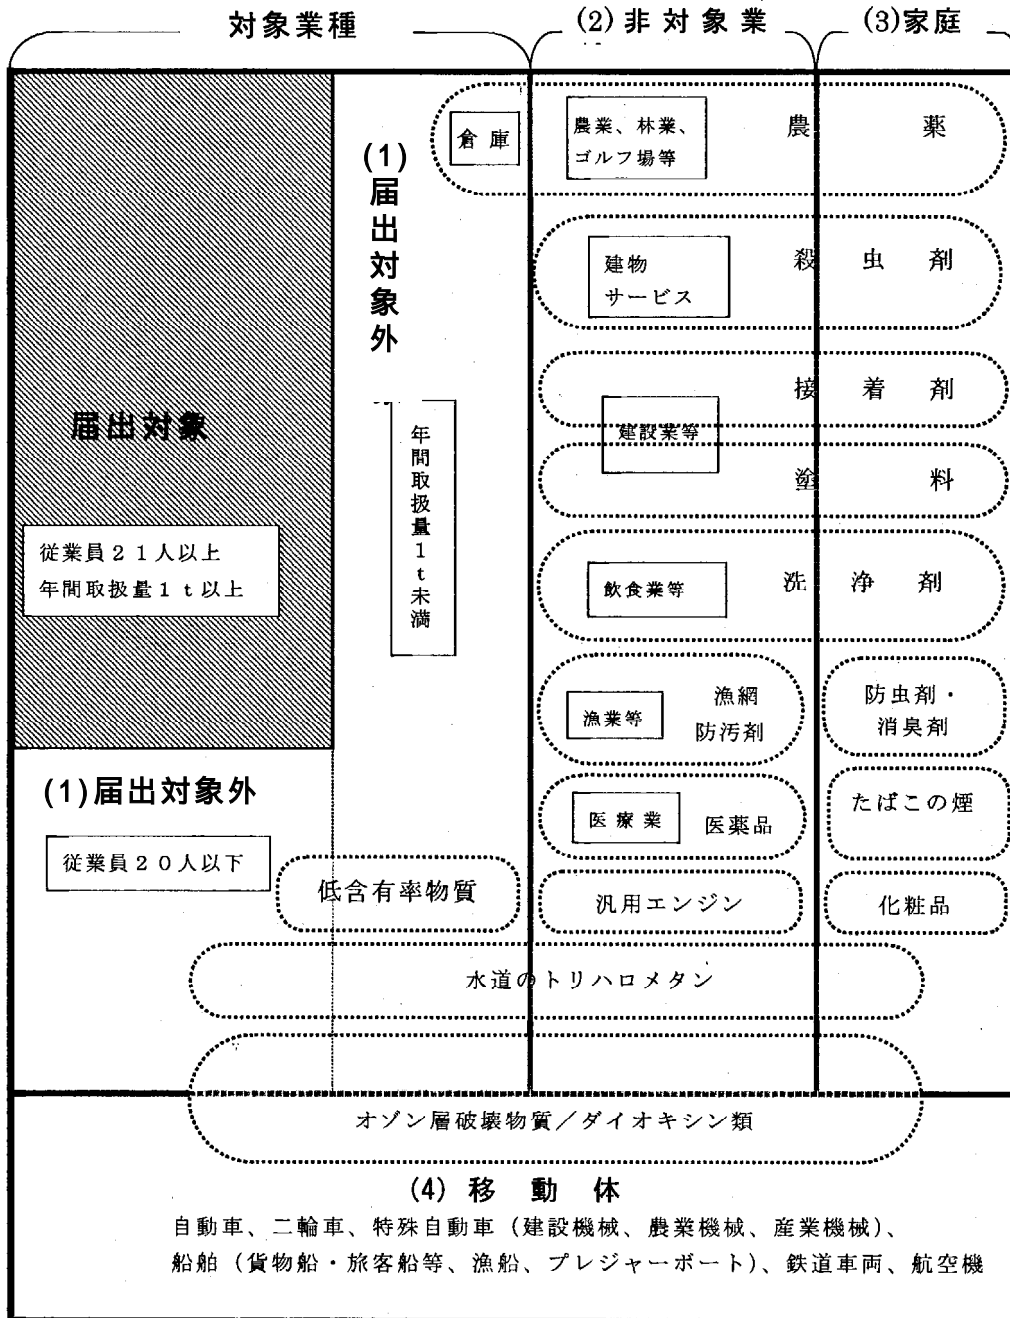 対象業種
(2)非対象業
(3)家庭
倉庫
農業、林業、
ゴルフ場等
農薬
(1)届出対象外
建物
サービス
殺虫剤
接着剤
届出対象
年間取扱量1t未満
建設業等
塗料
従業員21人以上
年間取扱量1t以上
飲食業等
洗浄剤
漁業等
漁網
防汚剤
防虫剤・
消臭剤
(1)届出対象外
医療業
医薬品
たばこの煙
従業員20人以下
低含有率物質
汎用エンジン
化粧品
水道のトリハロメタン
オゾン層破壊物質/ダイオキシン類
(4)移動体
自動車、二輪車、特殊自動車(建設機械、農業機械、産業機械)、
船舶(貨物船・旅客船等、漁船、プレジャーボート)、鉄道車両、航空機